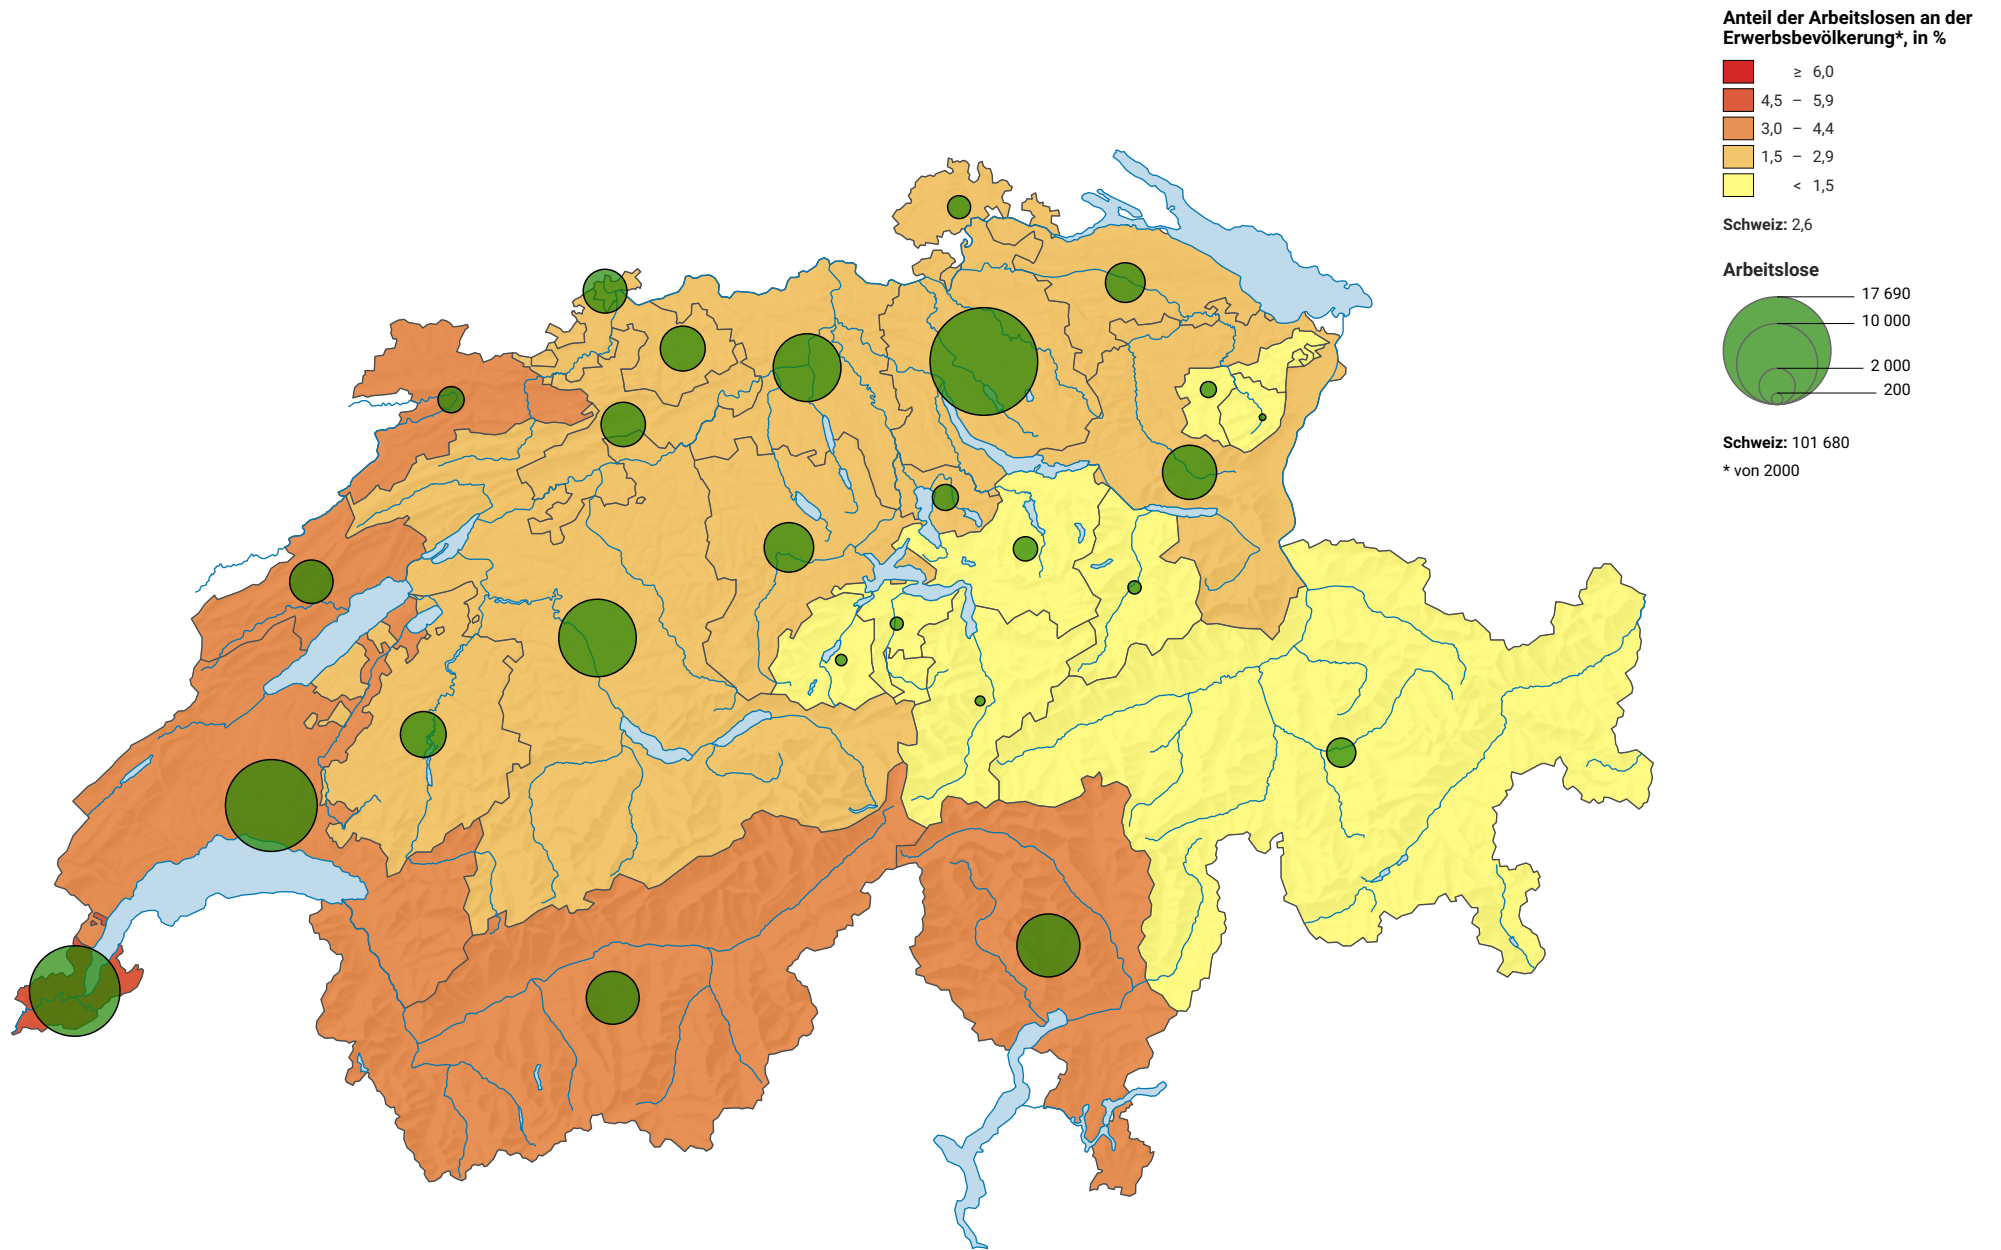 Anteil der Arbeitslosen an der
Erwerbsbevölkerung*, in %
≥ 6,0
4,5 – 5,9
3,0 – 4,4
1,5 – 2,9
< 1,5
Schweiz: 2,6
Arbeitslose
17 690
10 000
2 000
200
Schweiz: 101 680
* von 2000